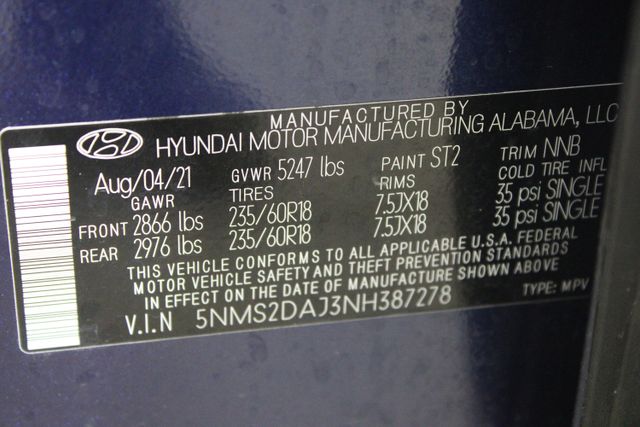 MANUFACTURED BY
HYUNDAI MOTOR MANUFACTURING ALABAMA, LLC
Aug/04/21 GVWR 5247 lbs PAINT ST2 TRIM NNB
GAWR TIRES RIMS COLD TIRE INFL
FRONT 2866 lbs 235/60R18 7.5JX18 35 psi SINGLE
REAR 2976 lbs 235/60R18 7.5JX18 35 psi SINGLE
THIS VEHICLE CONFORMS TO ALL APPLICABLE U.S.A. FEDERAL
MOTOR VEHICLE SAFETY AND THEFT PREVENTION STANDARDS
IN EFFECT ON THE DATE OF MANUFACTURE SHOWN ABOVE
V.I.N 5NMS2DAJ3NH387278 TYPE: MPV